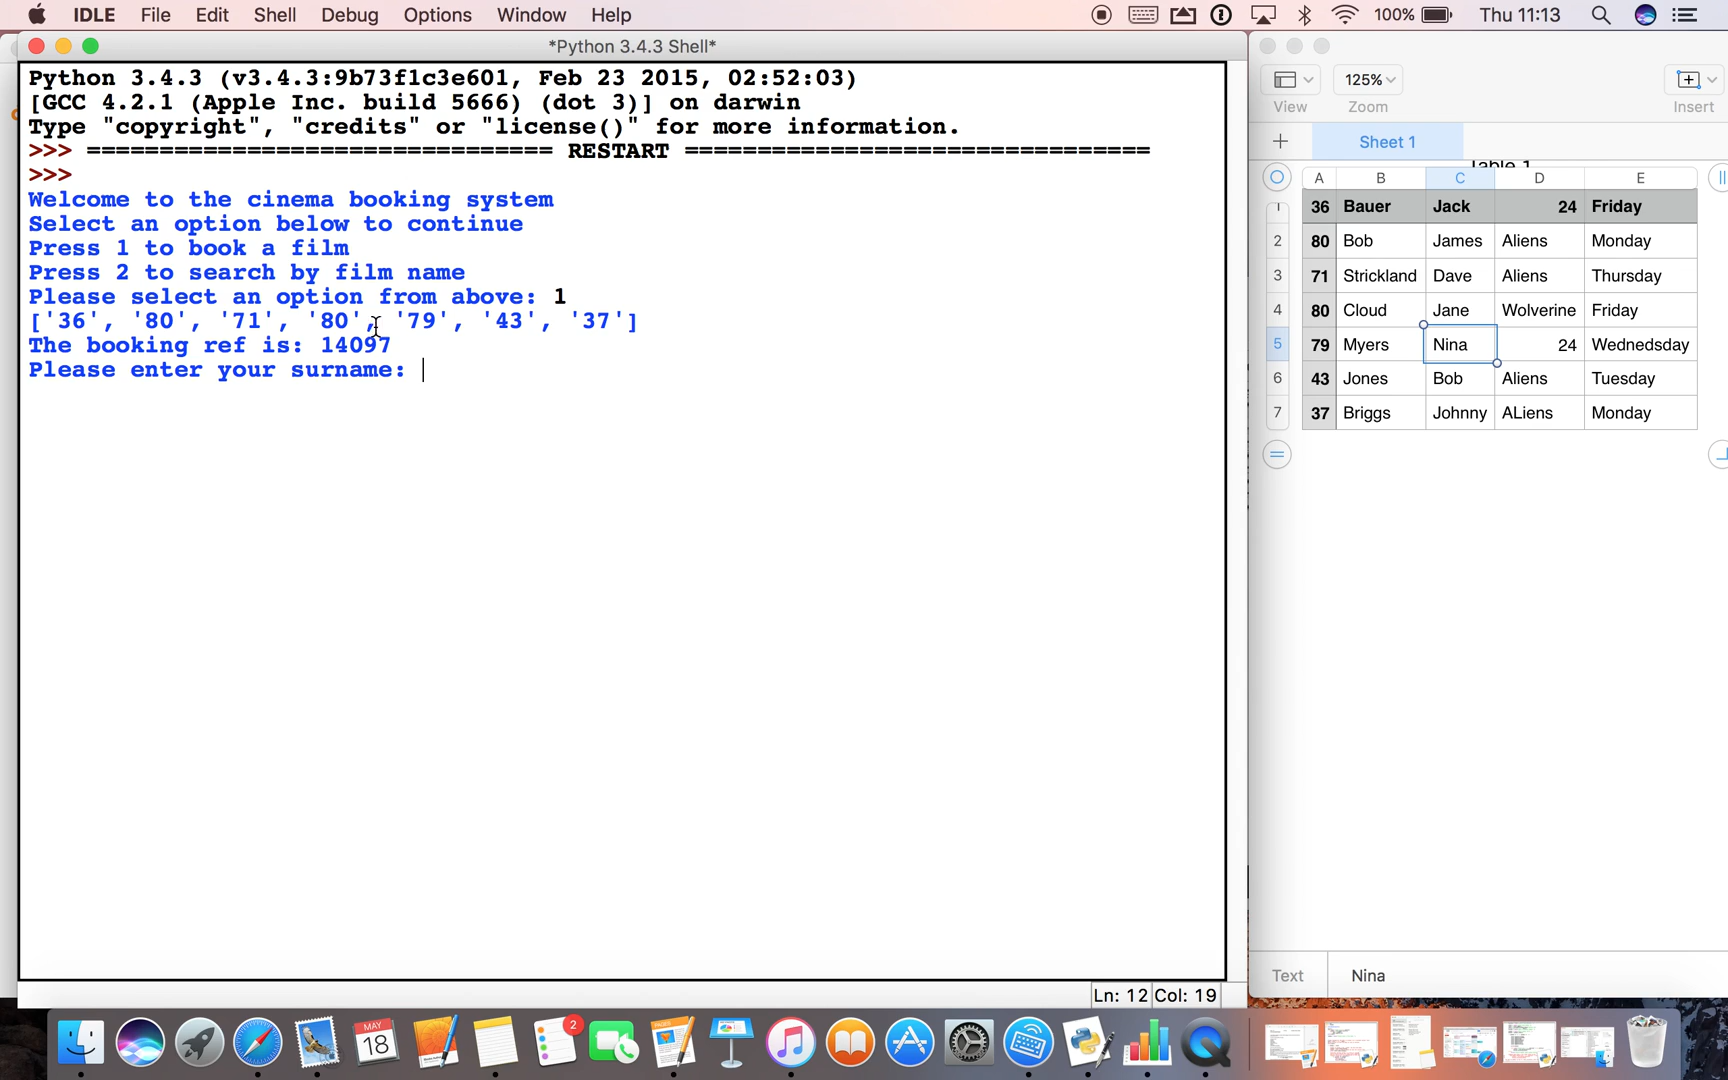 IDLE File Edit Shell Debug Options Window Help 100% Thu 11:13
*Python 3.4.3 Shell*
Python 3.4.3 (v3.4.3:9b73f1c3e601, Feb 23 2015, 02:52:03)
[GCC 4.2.1 (Apple Inc. build 5666) (dot 3)] on darwin
Type "copyright", "credits" or "license()" for more information.
>>> ================================ RESTART ================================
>>>
Welcome to the cinema booking system
Select an option below to continue
Press 1 to book a film
Press 2 to search by film name
Please select an option from above: 1
['36', '80', '71', '80', '79', '43', '37']
The booking ref is: 14097
Please enter your surname:
Ln: 12 Col: 19
125%
View Zoom Insert
Sheet 1
Table 1
A B C D E
1 36 Bauer Jack 24 Friday
2 80 Bob James Aliens Monday
3 71 Strickland Dave Aliens Thursday
4 80 Cloud Jane Wolverine Friday
5 79 Myers Nina 24 Wednedsday
6 43 Jones Bob Aliens Tuesday
7 37 Briggs Johnny ALiens Monday
Text Nina
MAY
18
2